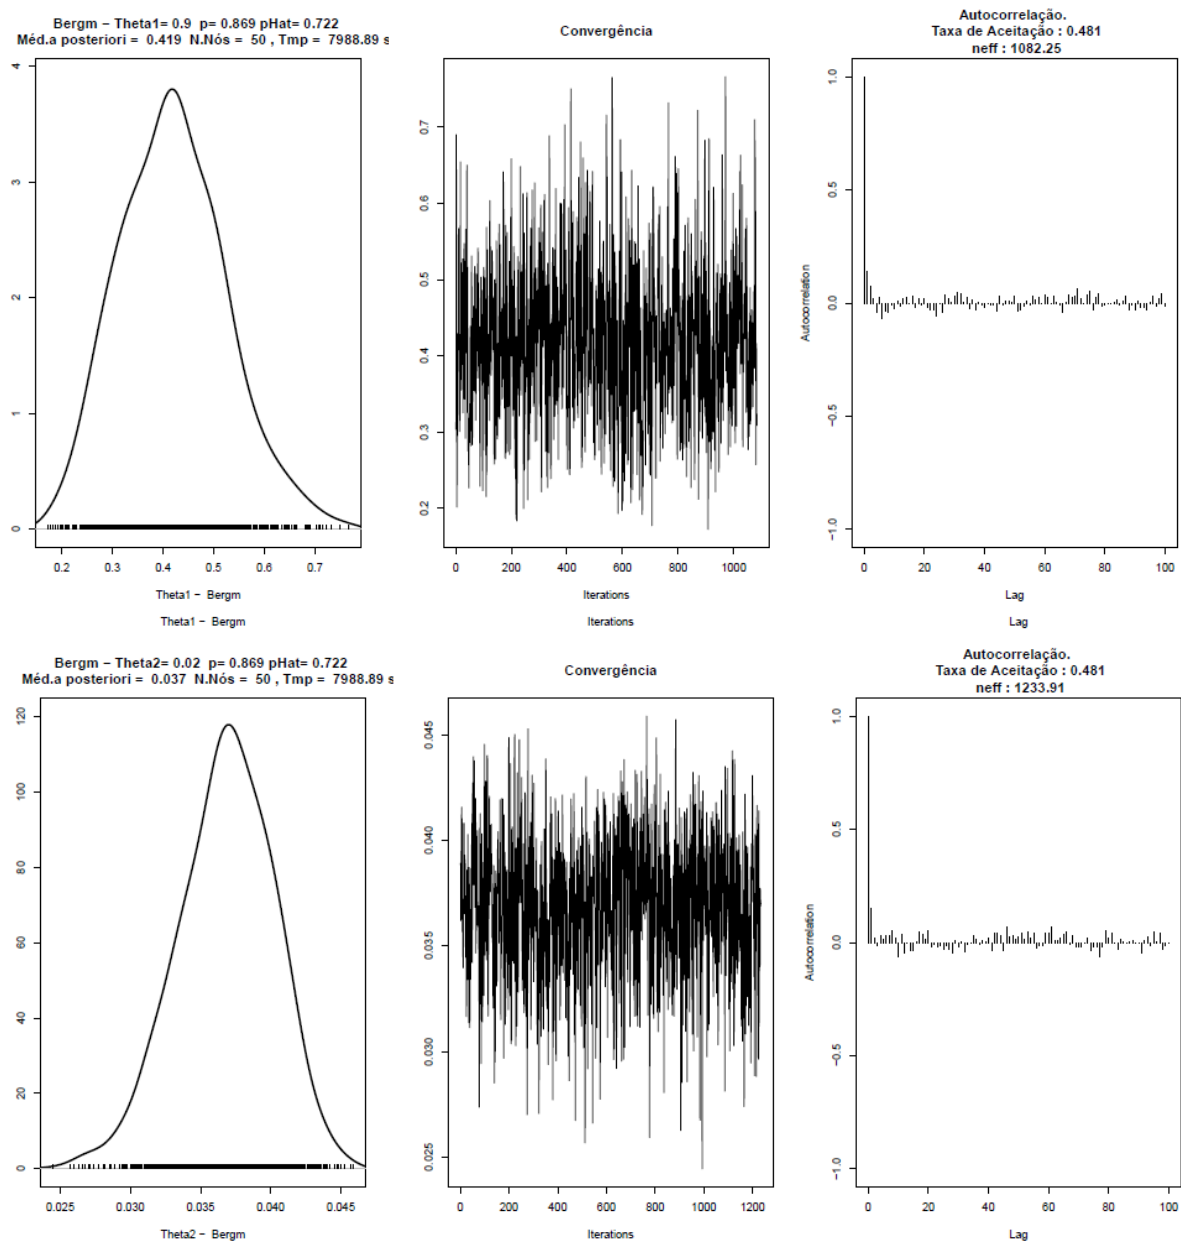 Bergm – Theta1= 0.9 p= 0.869 pHat= 0.722
Méd.a posteriori = 0.419 N.Nós = 50 , Tmp = 7988.89 s
4
3
2
1
0
0.2 0.3 0.4 0.5 0.6 0.7
Theta1 – Bergm
Theta1 – Bergm
Convergência
0.7
0.6
0.5
0.4
0.3
0.2
0 200 400 600 800 1000
Iterations
Iterations
Autocorrelação.
Taxa de Aceitação : 0.481
neff : 1082.25
Autocorrelation
1.0
0.5
0.0
−0.5
−1.0
0 20 40 60 80 100
Lag
Lag
Bergm – Theta2= 0.02 p= 0.869 pHat= 0.722
Méd.a posteriori = 0.037 N.Nós = 50 , Tmp = 7988.89 s
120
100
80
60
40
20
0
0.025 0.030 0.035 0.040 0.045
Theta2 – Bergm
Convergência
0.045
0.040
0.035
0.030
0.025
0 200 400 600 800 1000 1200
Iterations
Autocorrelação.
Taxa de Aceitação : 0.481
neff : 1233.91
Autocorrelation
1.0
0.5
0.0
−0.5
−1.0
0 20 40 60 80 100
Lag